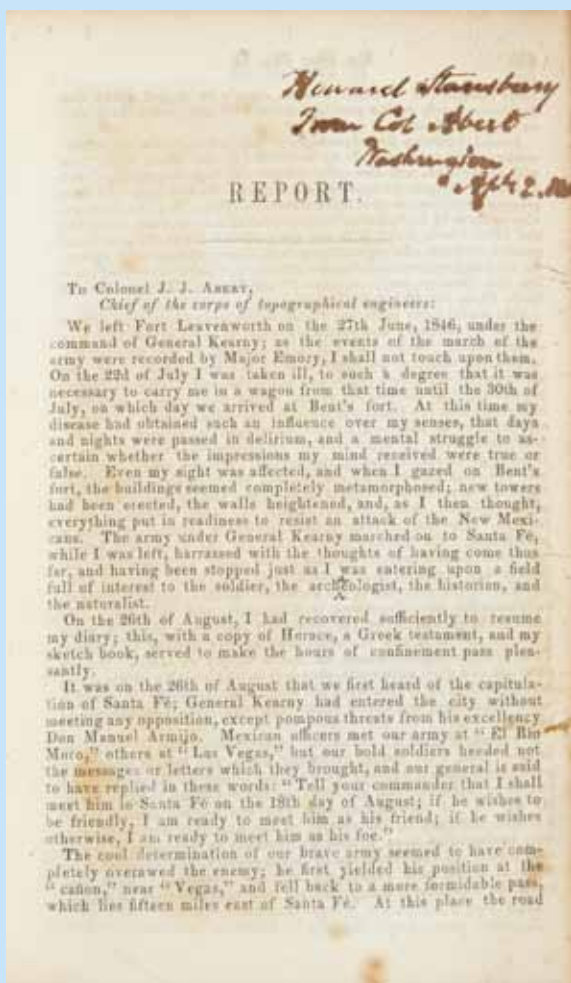 Howard Stansbury
From Col Abert
Washington
Apl. 2.
REPORT.
To Colonel J. J. Abert,
Chief of the corps of topographical engineers:
We left Fort Leavenworth on the 27th June, 1846, under the
command of General Kearny; as the events of the march of the
army were recorded by Major Emory, I shall not touch upon them.
On the 22d of July I was taken ill, to such a degree that it was
necessary to carry me in a wagon from that time until the 30th of
July, on which day we arrived at Bent's fort. At this time my
disease had obtained such an influence over my senses, that days
and nights were passed in delirium, and a mental struggle to as-
certain whether the impressions my mind received were true or
false. Even my sight was affected, and when I gazed on Bent's
fort, the buildings seemed completely metamorphosed; new towers
had been erected, the walls heightened, and, as I then thought,
everything put in readiness to resist an attack of the New Mexi-
cans. The army under General Kearny marched on to Santa Fé,
while I was left, harrassed with the thoughts of having come thus
far, and having been stopped just as I was entering upon a field
full of interest to the soldier, the archeologist, the historian, and
the naturalist.
On the 26th of August, I had recovered sufficiently to resume
my diary; this, with a copy of Horace, a Greek testament, and my
sketch book, served to make the hours of confinement pass plea-
santly.
It was on the 26th of August that we first heard of the capitula-
tion of Santa Fé; General Kearny had entered the city without
meeting any opposition, except pompous threats from his excellency
Don Manuel Armijo. Mexican officers met our army at "El Rio
Moro," others at "Las Vegas," but our bold soldiers heeded not
the messages or letters which they brought, and our general is said
to have replied in these words: "Tell your commander that I shall
meet him in Santa Fé on the 18th day of August; if he wishes to
be friendly, I am ready to meet him as his friend; if he wishes
otherwise, I am ready to meet him as his foe."
The cool determination of our brave army seemed to have com-
pletely overawed the enemy; he first yielded his position at the
"cañon," near "Vegas," and fell back to a more formidable pass,
which lies fifteen miles east of Santa Fé. At this place the road